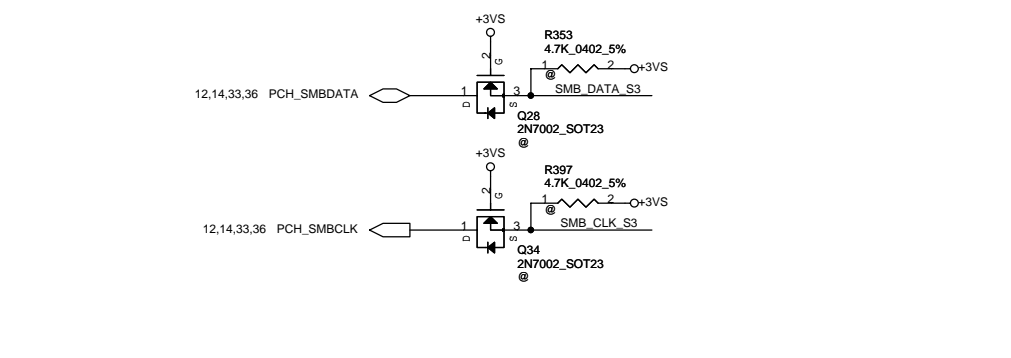 +3VS
R353
4.7K_0402_5%
2
G
1
2
+3VS
@
12,14,33,36 PCH_SMBDATA
1
3
SMB_DATA_S3
D
S
Q28
2N7002_SOT23
@
+3VS
R397
4.7K_0402_5%
2
G
1
2
+3VS
@
12,14,33,36 PCH_SMBCLK
1
3
SMB_CLK_S3
D
S
Q34
2N7002_SOT23
@